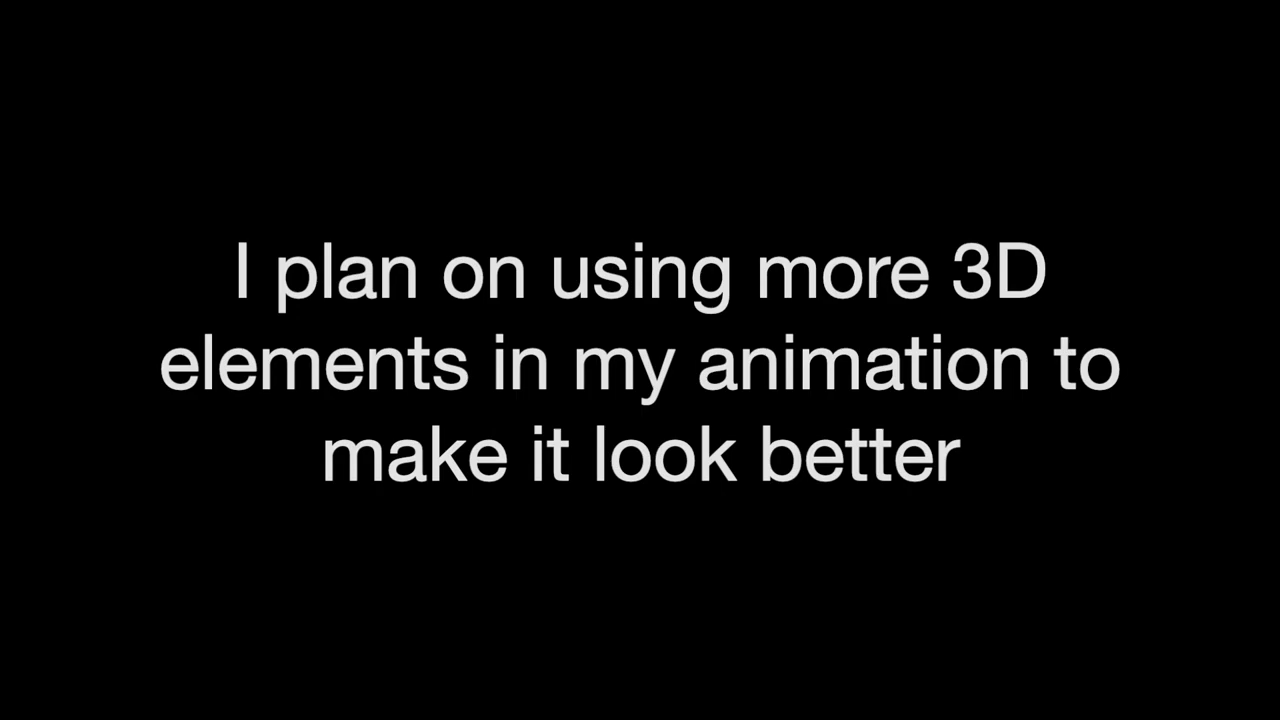 I plan on using more 3D
elements in my animation to
make it look better